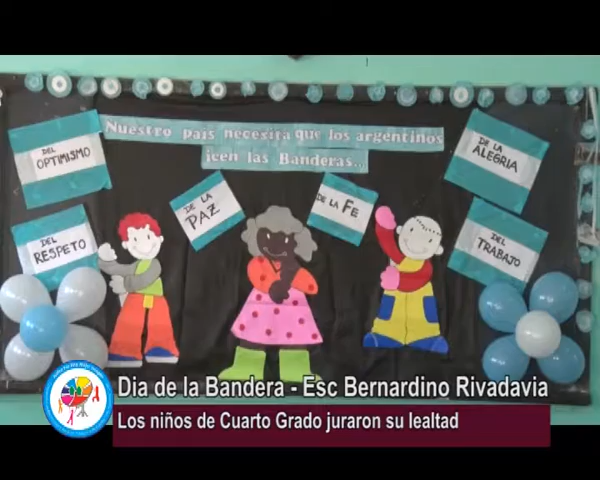 Nuestro país necesita que los argentinos
icen las Banderas...
DEL
OPTIMISMO
DE LA
ALEGRIA
DE LA
PAZ
DE LA
FE
DEL
RESPETO
DEL
TRABAJO
Dia de la Bandera - Esc Bernardino Rivadavia
Los niños de Cuarto Grado juraron su lealtad